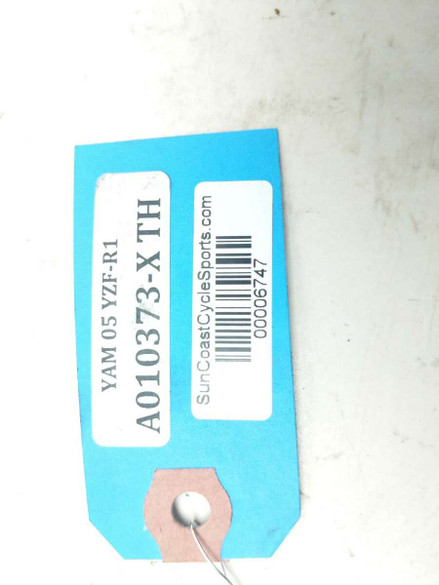 YAM 05 YZF-R1
A010373-X TH
SunCoastCycleSports.com
00006747